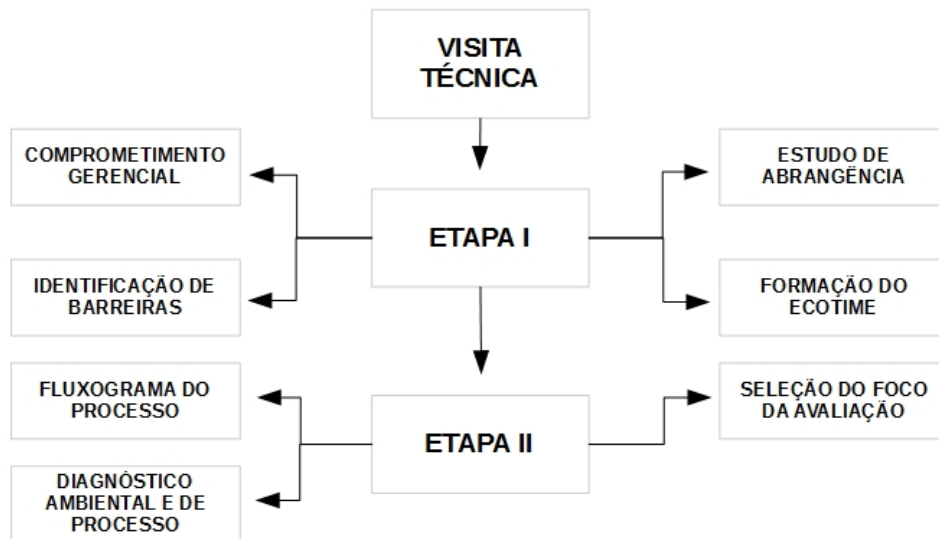 VISITA
TÉCNICA
COMPROMETIMENTO
GERENCIAL
ESTUDO DE
ABRANGÊNCIA
ETAPA I
IDENTIFICAÇÃO DE
BARREIRAS
FORMAÇÃO DO
ECOTIME
FLUXOGRAMA DO
PROCESSO
SELEÇÃO DO FOCO
DA AVALIAÇÃO
ETAPA II
DIAGNÓSTICO
AMBIENTAL E DE
PROCESSO